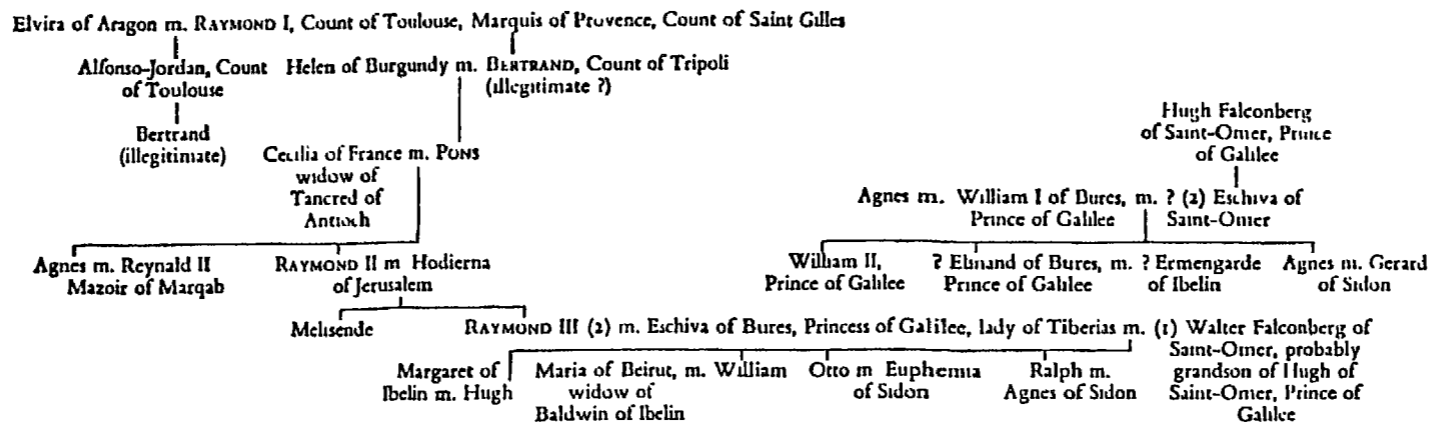 Elvira of Aragon m. RAYMOND I, Count of Toulouse, Marquis of Provence, Count of Saint Gilles
Alfonso-Jordan, Count
of Toulouse
Helen of Burgundy m. BERTRAND, Count of Tripoli
(illegitimate ?)
Bertrand
(illegitimate)
Cecilia of France m. PONS
widow of
Tancred of
Antioch
Hugh Falconberg
of Saint-Omer, Prince
of Galilee
Agnes m. William I of Bures, m. ? (2) Eschiva of
Prince of Galilee
Saint-Omer
Agnes m. Reynald II
Mazoir of Marqab
RAYMOND II m Hodierna
of Jerusalem
William II,
Prince of Galilee
? Elinand of Bures, m. ? Ermengarde
Prince of Galilee
of Ibelin
Agnes m. Gerard
of Sidon
Melisende
RAYMOND III (2) m. Eschiva of Bures, Princess of Galilee, lady of Tiberias m. (1) Walter Falconberg of
Saint-Omer, probably
grandson of Hugh of
Saint-Omer, Prince of
Galilee
Margaret of
Ibelin m. Hugh
Maria of Beirut, m. William
widow of
Baldwin of Ibelin
Otto m Euphemia
of Sidon
Ralph m.
Agnes of Sidon